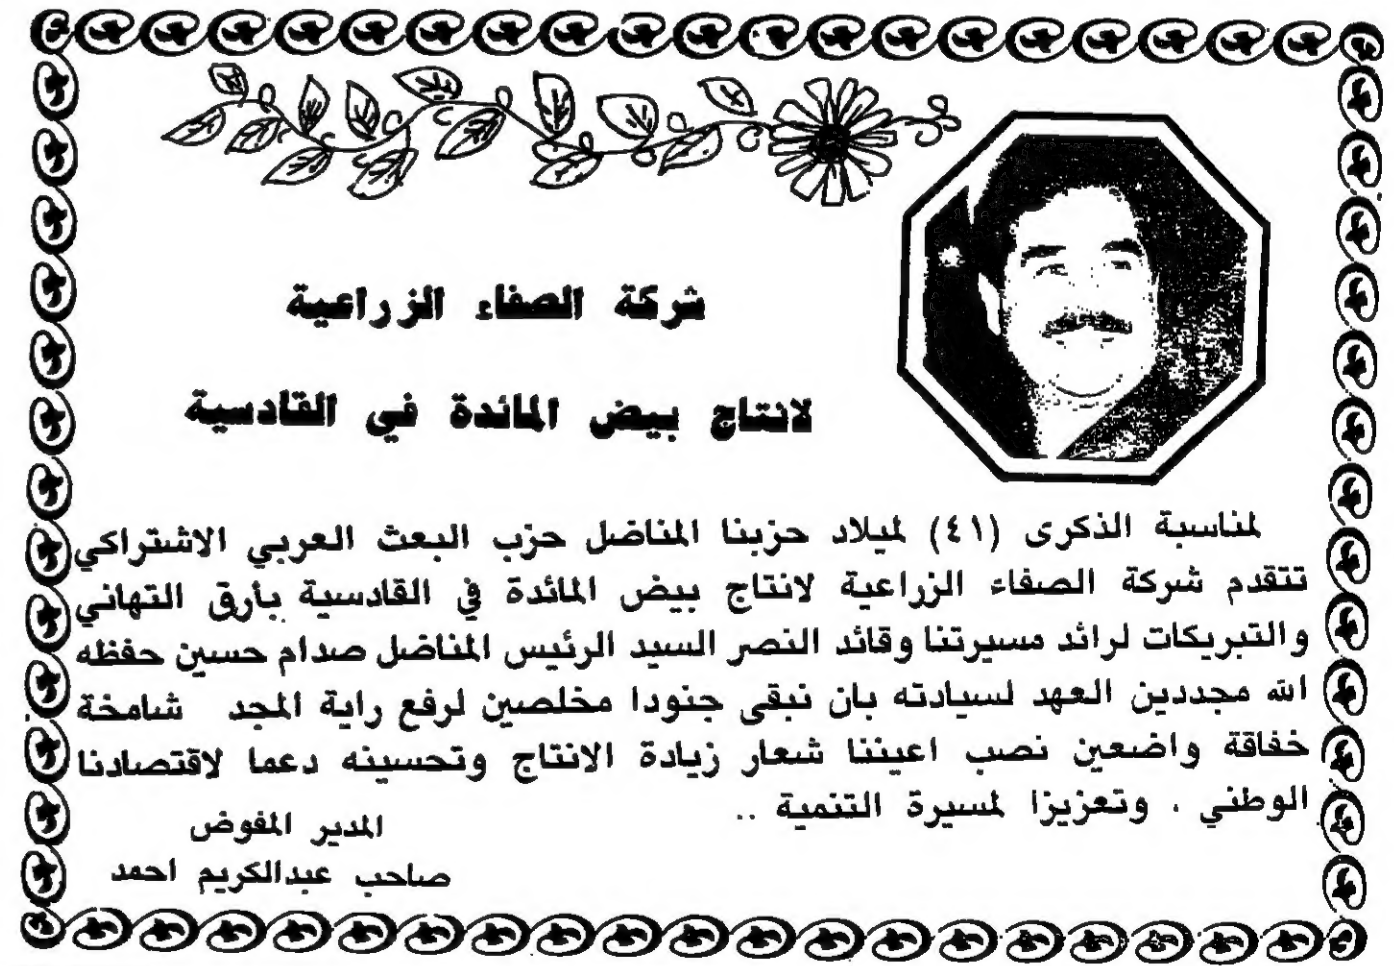 شركة الصفاء الزراعية
لانتاج بيض المائدة في القادسية
لمناسبة الذكرى (٤١) لميلاد حزبنا المناضل حزب البعث العربي الاشتراكي
تتقدم شركة الصفاء الزراعية لانتاج بيض المائدة في القادسية بأرق التهاني
والتبريكات لرائد مسيرتنا وقائد النصر السيد الرئيس المناضل صدام حسين حفظه
الله مجددين العهد لسيادته بان نبقى جنودا مخلصين لرفع راية المجد شامخة
خفاقة واضعين نصب اعيننا شعار زيادة الانتاج وتحسينه دعما لاقتصادنا
الوطني ، وتعزيزا لمسيرة التنمية ..
المدير المفوض
صاحب عبدالكريم احمد